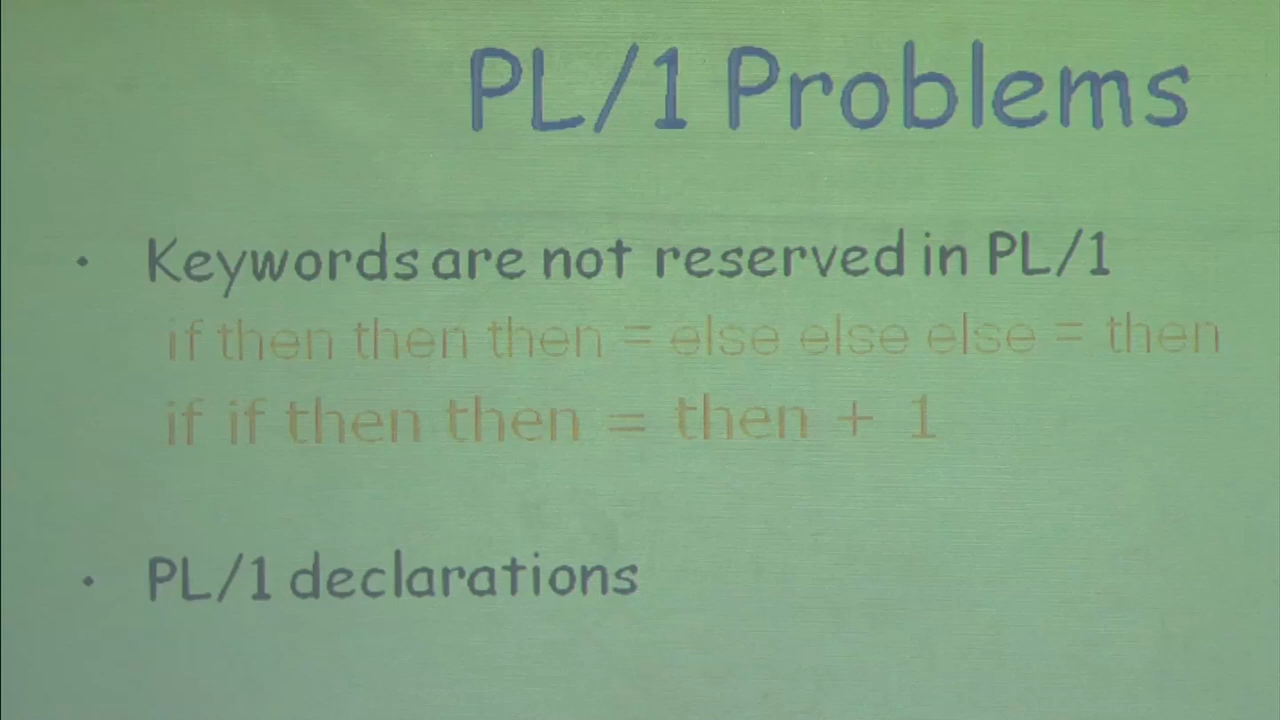 PL/1 Problems
• Keywords are not reserved in PL/1
if then then then = else else else = then
if if then then = then + 1
• PL/1 declarations